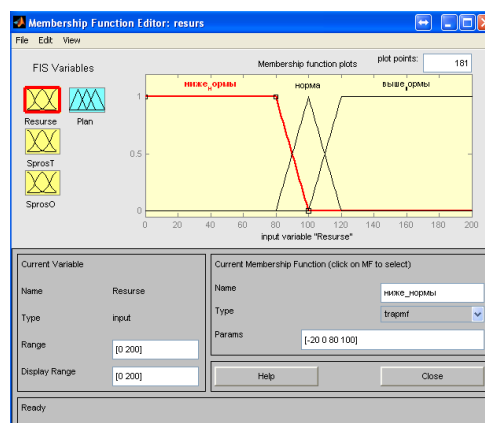 Membership Function Editor: resurs
File Edit View
FIS Variables
Membership function plots
plot points:
181
Resurse
Plan
SprosT
SprosO
ниже_нормы
норма
выше_ормы
1
0.5
0
0 20 40 60 80 100 120 140 160 180 200
input variable "Resurse"
Current Variable
Name Resurse
Type input
Range [0 200]
Display Range [0 200]
Current Membership Function (click on MF to select)
Name ниже_нормы
Type trapmf
Params [-20 0 80 100]
Help
Close
Ready